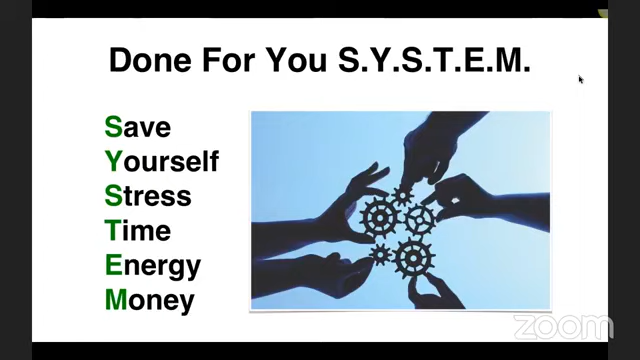 Done For You S.Y.S.T.E.M.
Save
Yourself
Stress
Time
Energy
Money
zoom